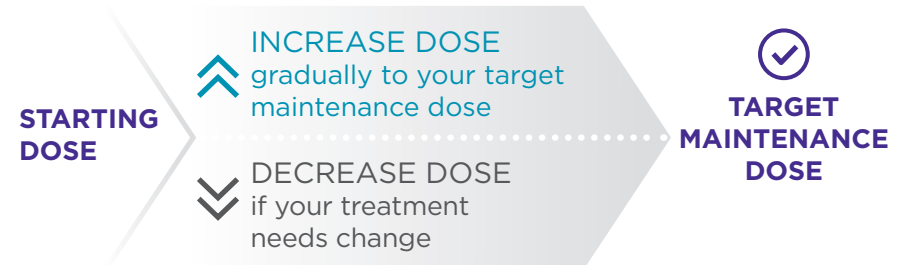 STARTING
DOSE
INCREASE DOSE
gradually to your target
maintenance dose
DECREASE DOSE
if your treatment
needs change
TARGET
MAINTENANCE
DOSE